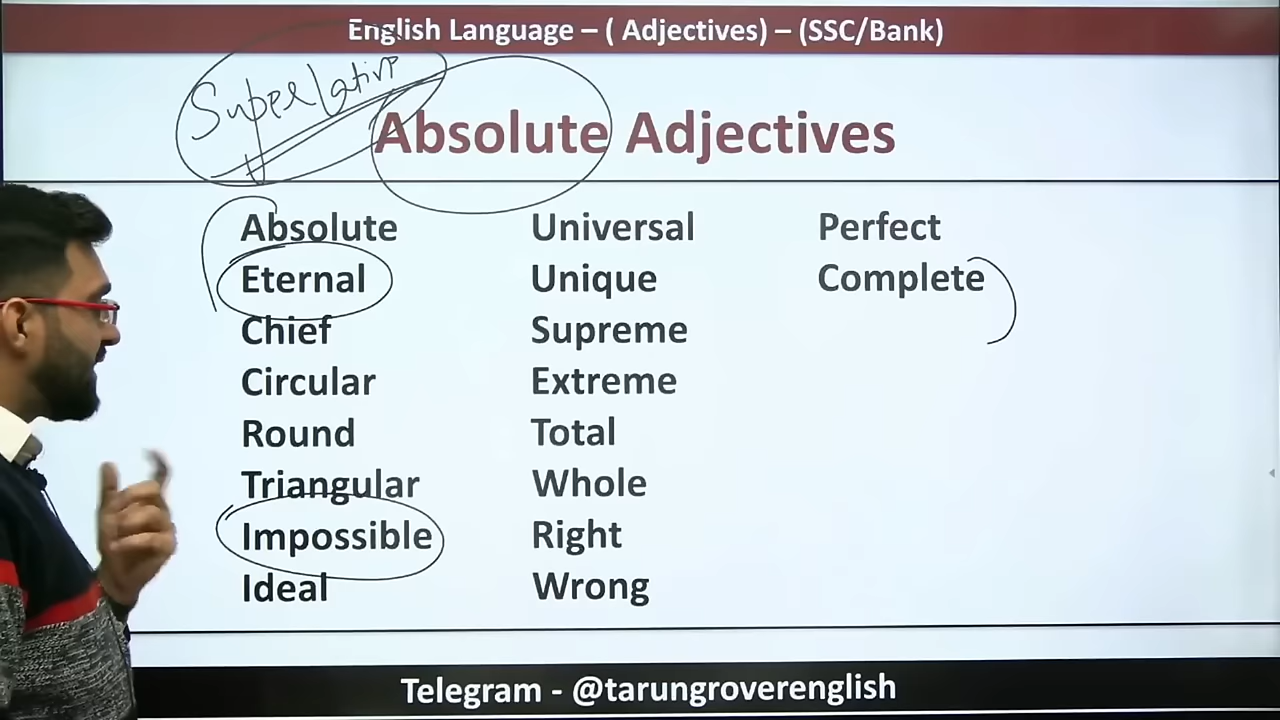 English Language – ( Adjectives) – (SSC/Bank)
Superlative
Absolute Adjectives
Absolute Universal Perfect
Eternal Unique Complete
Chief Supreme
Circular Extreme
Round Total
Triangular Whole
Impossible Right
Ideal Wrong
Telegram - @tarungroverenglish